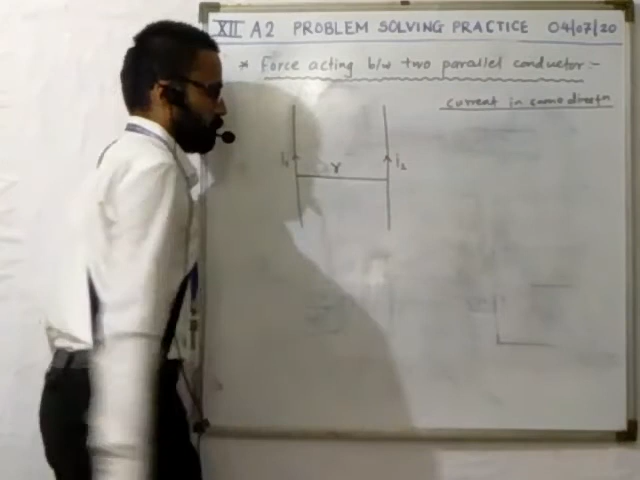 XII A2 PROBLEM SOLVING PRACTICE 04/07/20
* Force acting b/w two parallel conductor :-
current in same directn
i1 r i2